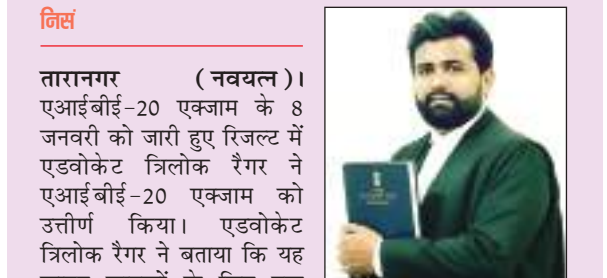 निसं
तारानगर (नवयत्न)।
एआईबीई-20 एक्जाम के 8
जनवरी को जारी हुए रिजल्ट में
एडवोकेट त्रिलोक रैगर ने
एआईबीई-20 एक्जाम को
उत्तीर्ण किया। एडवोकेट
त्रिलोक रैगर ने बताया कि यह